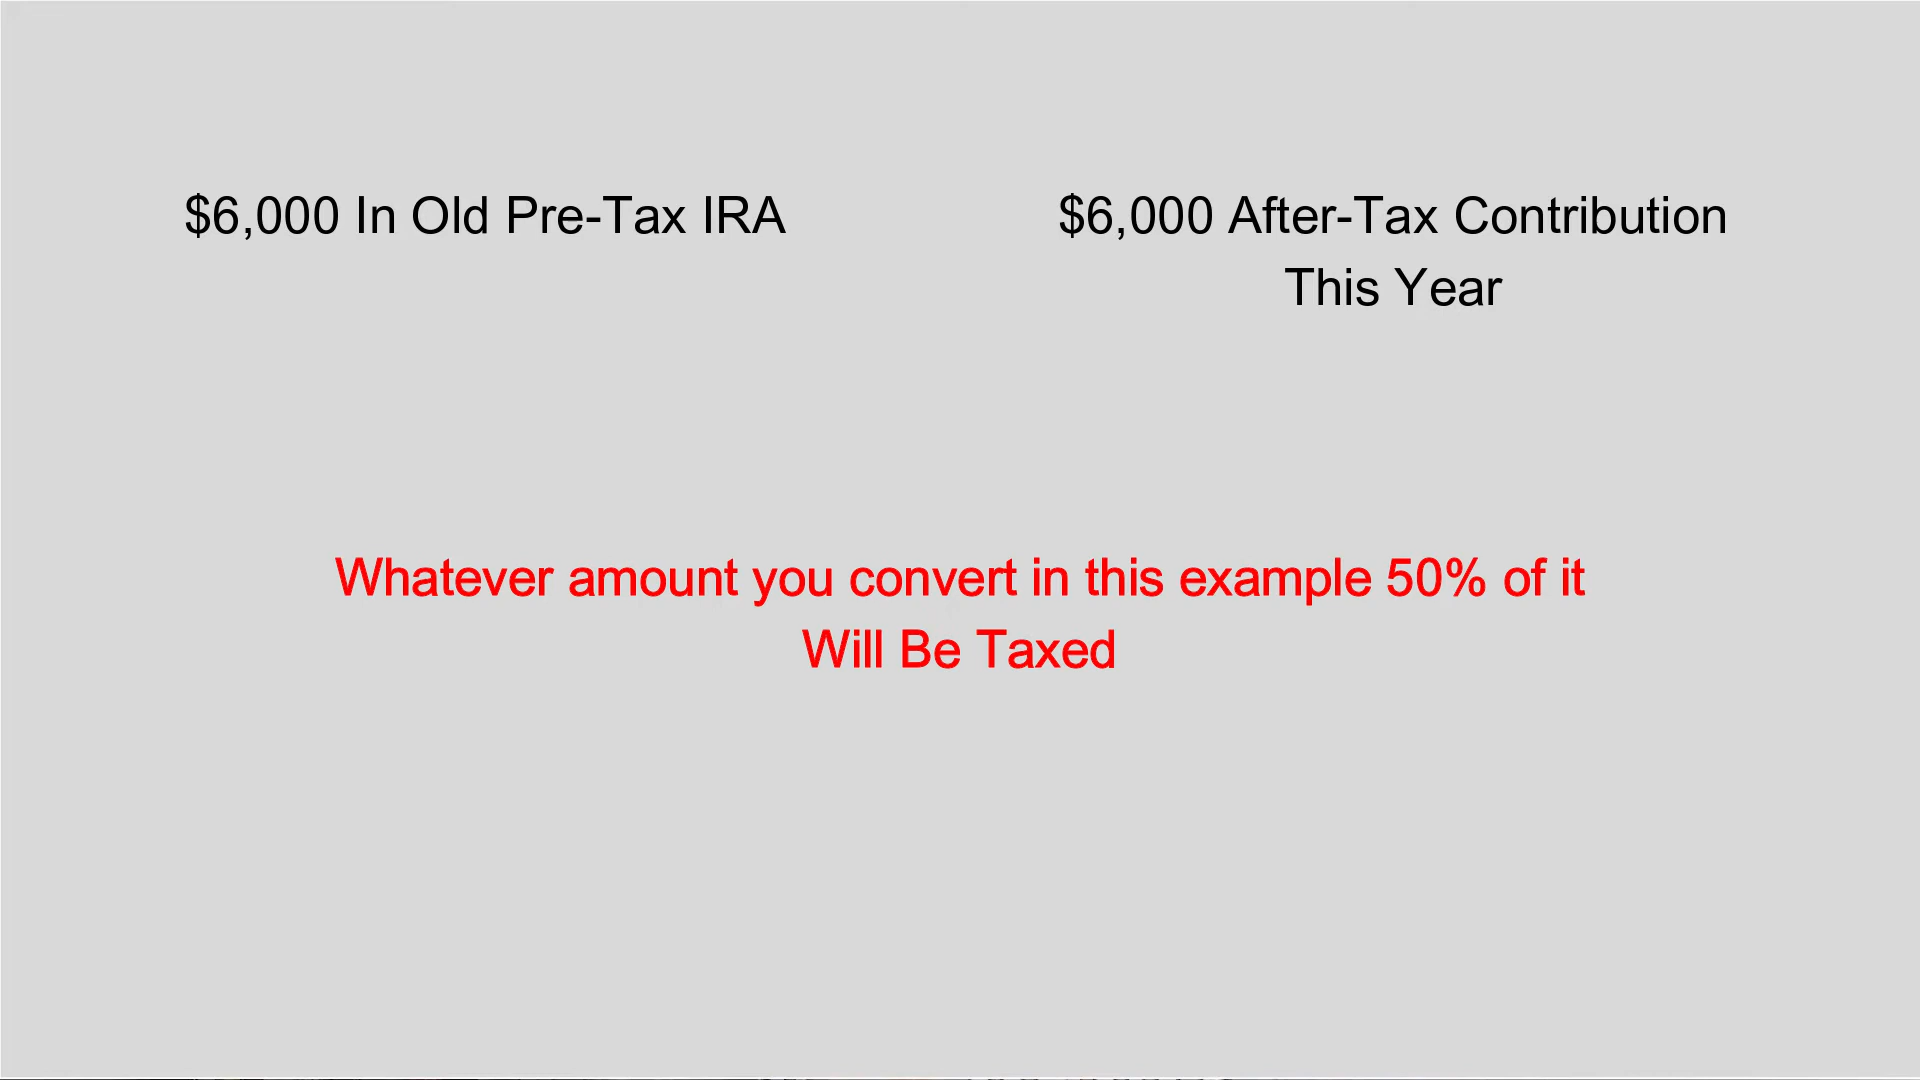 $6,000 In Old Pre-Tax IRA
$6,000 After-Tax Contribution
This Year
Whatever amount you convert in this example 50% of it
Will Be Taxed